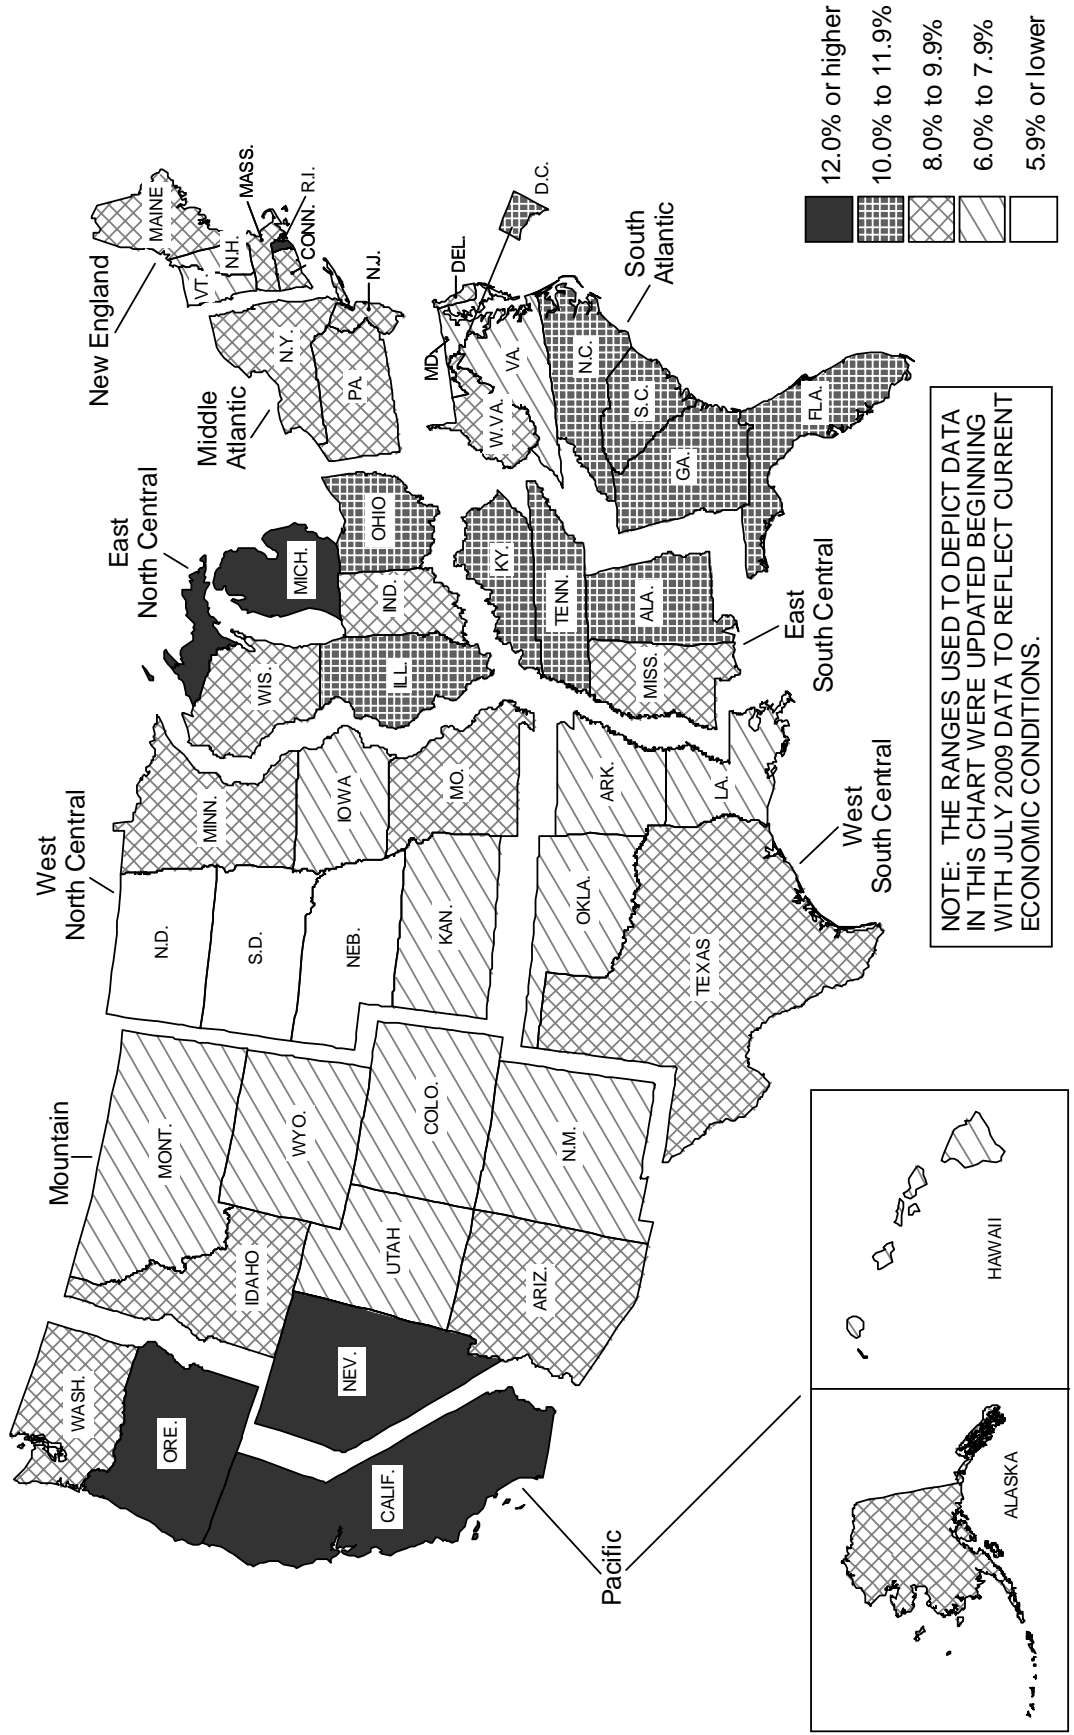 Pacific
Mountain
West
North Central
East
North Central
Middle
Atlantic
New England
West
South Central
East
South Central
South
Atlantic
WASH.
ORE.
CALIF.
NEV.
IDAHO
MONT.
WYO.
UTAH
COLO.
ARIZ.
N.M.
N.D.
S.D.
NEB.
KAN.
MINN.
IOWA
MO.
OKLA.
ARK.
TEXAS
LA.
WIS.
MICH.
ILL.
IND.
OHIO
KY.
TENN.
MISS.
ALA.
N.Y.
PA.
N.J.
MAINE
VT.
N.H.
MASS.
CONN.
R.I.
MD.
DEL.
D.C.
W.VA.
VA.
N.C.
S.C.
GA.
FLA.
ALASKA
HAWAII
NOTE: THE RANGES USED TO DEPICT DATA
IN THIS CHART WERE UPDATED BEGINNING
WITH JULY 2009 DATA TO REFLECT CURRENT
ECONOMIC CONDITIONS.
12.0% or higher
10.0% to 11.9%
8.0% to 9.9%
6.0% to 7.9%
5.9% or lower